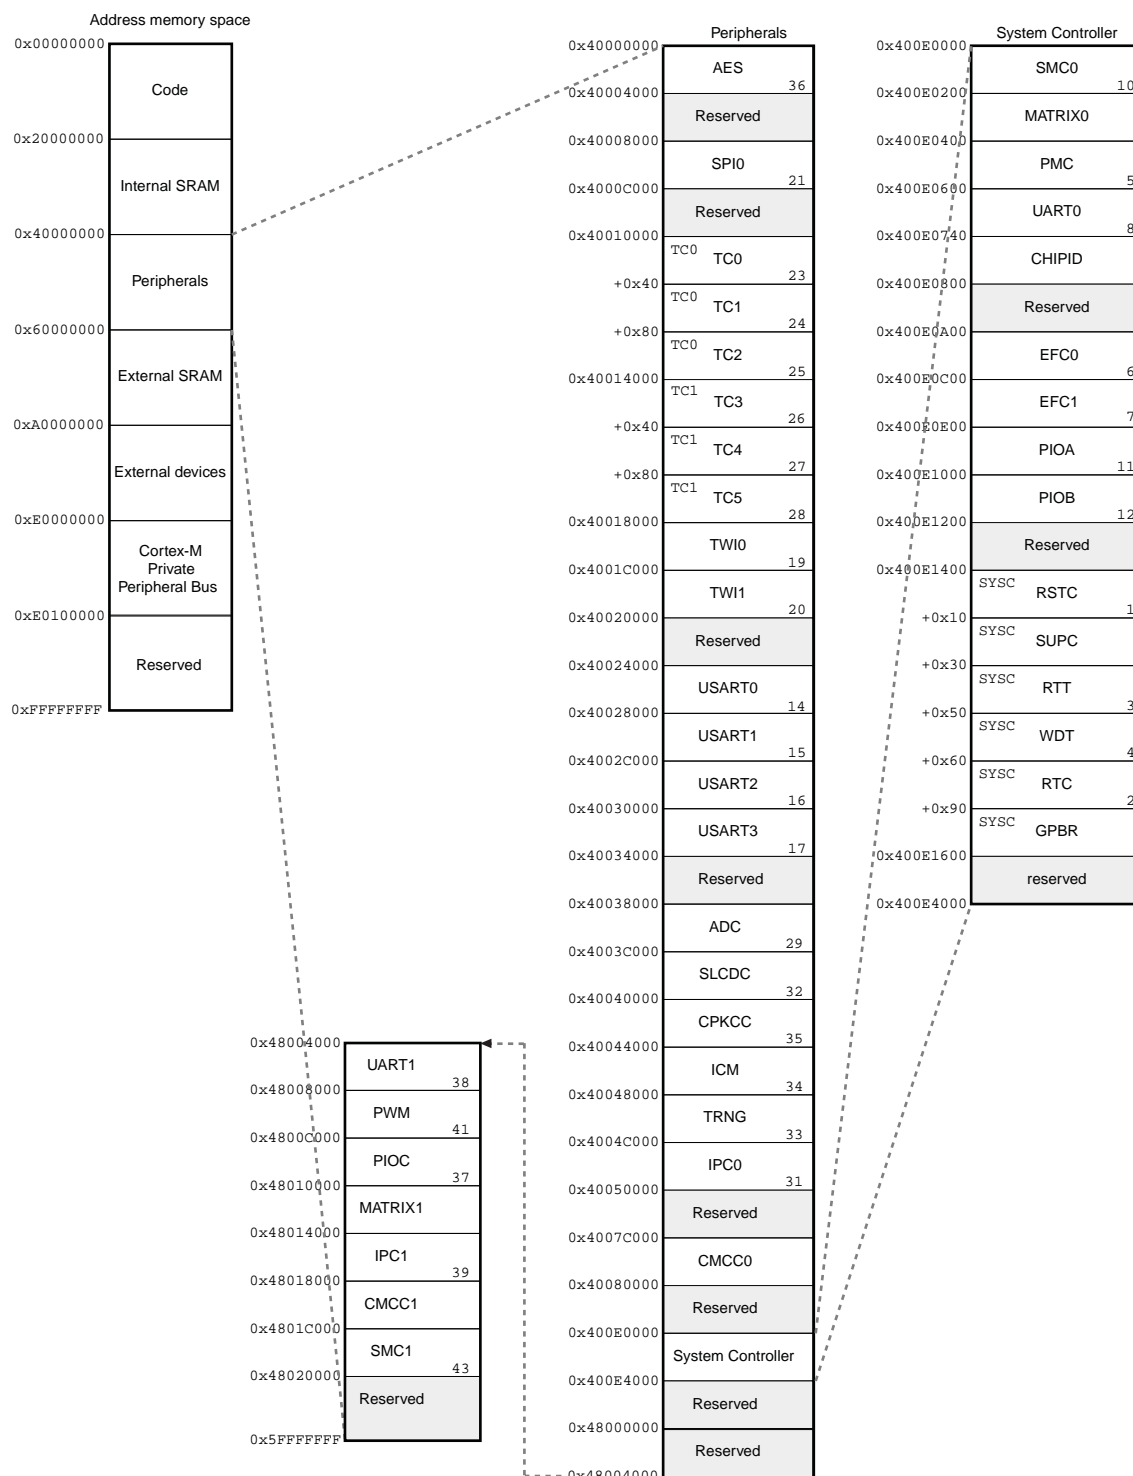 Address memory space
0x00000000
Code
0x20000000
Internal SRAM
0x40000000
Peripherals
0x60000000
External SRAM
0xA0000000
External devices
0xE0000000
Cortex-M
Private
Peripheral Bus
0xE0100000
Reserved
0xFFFFFFFF
0x48004000
UART1
38
0x48008000
PWM
41
0x4800C000
PIOC
37
0x48010000
MATRIX1
0x48014000
IPC1
39
0x48018000
CMCC1
0x4801C000
SMC1
43
0x48020000
Reserved
0x5FFFFFFF
Peripherals
0x40000000
AES
36
0x40004000
Reserved
0x40008000
SPI0
21
0x4000C000
Reserved
0x40010000
TC0
TC0
23
+0x40
TC0
TC1
24
+0x80
TC0
TC2
25
0x40014000
TC1
TC3
26
+0x40
TC1
TC4
27
+0x80
TC1
TC5
28
0x40018000
TWI0
19
0x4001C000
TWI1
20
0x40020000
Reserved
0x40024000
USART0
14
0x40028000
USART1
15
0x4002C000
USART2
16
0x40030000
USART3
17
0x40034000
Reserved
0x40038000
ADC
29
0x4003C000
SLCDC
32
0x40040000
CPKCC
35
0x40044000
ICM
34
0x40048000
TRNG
33
0x4004C000
IPC0
31
0x40050000
Reserved
0x4007C000
CMCC0
0x40080000
Reserved
0x400E0000
System Controller
0x400E4000
Reserved
0x48000000
Reserved
0x48004000
System Controller
0x400E0000
SMC0
10
0x400E0200
MATRIX0
0x400E0400
PMC
5
0x400E0600
UART0
8
0x400E0740
CHIPID
0x400E0800
Reserved
0x400E0A00
EFC0
6
0x400E0C00
EFC1
7
0x400E0E00
PIOA
11
0x400E1000
PIOB
12
0x400E1200
Reserved
0x400E1400
SYSC
RSTC
1
+0x10
SYSC
SUPC
+0x30
SYSC
RTT
3
+0x50
SYSC
WDT
4
+0x60
SYSC
RTC
2
+0x90
SYSC
GPBR
0x400E1600
reserved
0x400E4000